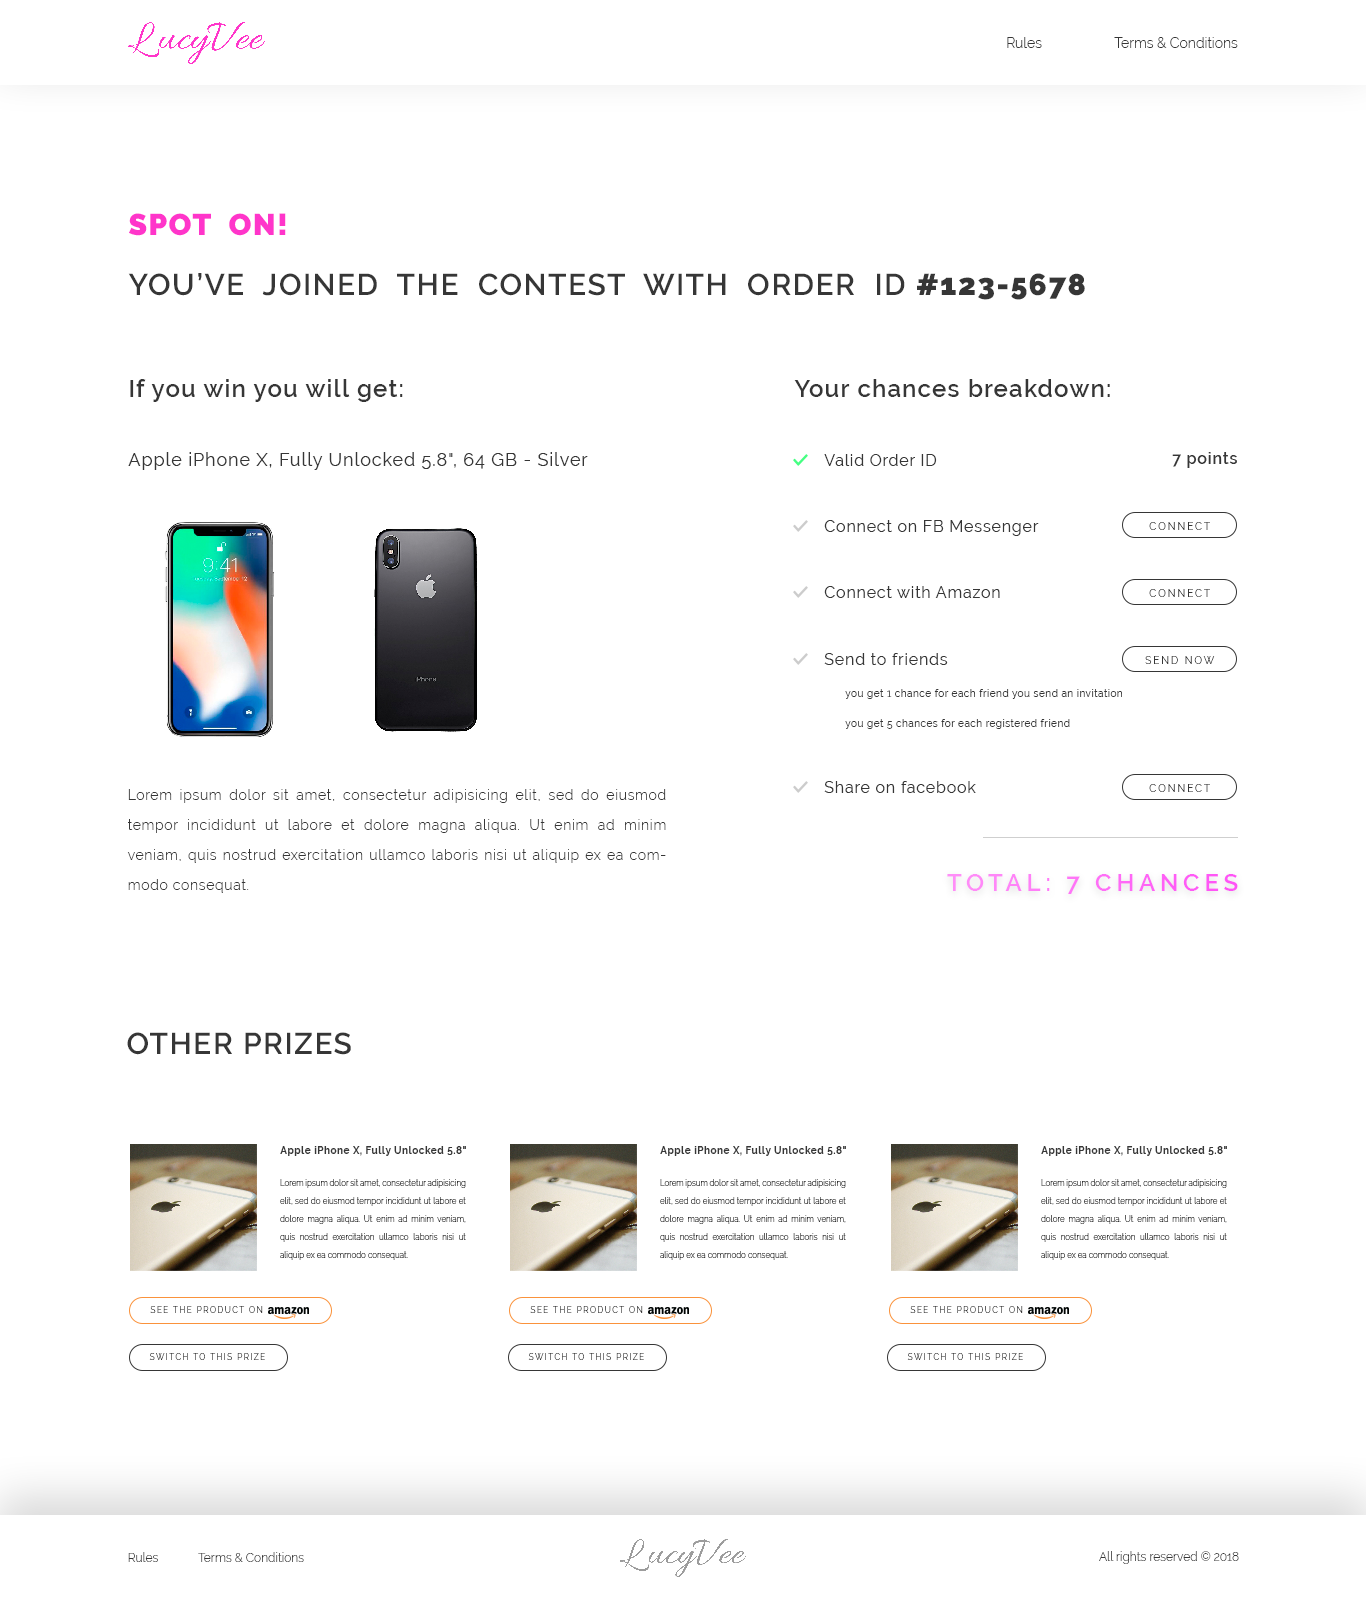 LucyVee
Rules
Terms & Conditions
SPOT ON!
YOU’VE JOINED THE CONTEST WITH ORDER ID #123-5678
If you win you will get:
Apple iPhone X, Fully Unlocked 5.8", 64 GB - Silver
9:41
iPhone
Lorem ipsum dolor sit amet, consectetur adipisicing elit, sed do eiusmod
tempor incididunt ut labore et dolore magna aliqua. Ut enim ad minim
veniam, quis nostrud exercitation ullamco laboris nisi ut aliquip ex ea com-
modo consequat.
Your chances breakdown:
Valid Order ID
7 points
Connect on FB Messenger
CONNECT
Connect with Amazon
CONNECT
Send to friends
SEND NOW
you get 1 chance for each friend you send an invitation
you get 5 chances for each registered friend
Share on facebook
CONNECT
TOTAL: 7 CHANCES
OTHER PRIZES
Apple iPhone X, Fully Unlocked 5.8"
Lorem ipsum dolor sit amet, consectetur adipisicing
elit, sed do eiusmod tempor incididunt ut labore et
dolore magna aliqua. Ut enim ad minim veniam,
quis nostrud exercitation ullamco laboris nisi ut
aliquip ex ea commodo consequat.
SEE THE PRODUCT ON amazon
SWITCH TO THIS PRIZE
Apple iPhone X, Fully Unlocked 5.8"
Lorem ipsum dolor sit amet, consectetur adipisicing
elit, sed do eiusmod tempor incididunt ut labore et
dolore magna aliqua. Ut enim ad minim veniam,
quis nostrud exercitation ullamco laboris nisi ut
aliquip ex ea commodo consequat.
SEE THE PRODUCT ON amazon
SWITCH TO THIS PRIZE
Apple iPhone X, Fully Unlocked 5.8"
Lorem ipsum dolor sit amet, consectetur adipisicing
elit, sed do eiusmod tempor incididunt ut labore et
dolore magna aliqua. Ut enim ad minim veniam,
quis nostrud exercitation ullamco laboris nisi ut
aliquip ex ea commodo consequat.
SEE THE PRODUCT ON amazon
SWITCH TO THIS PRIZE
Rules
Terms & Conditions
LucyVee
All rights reserved © 2018